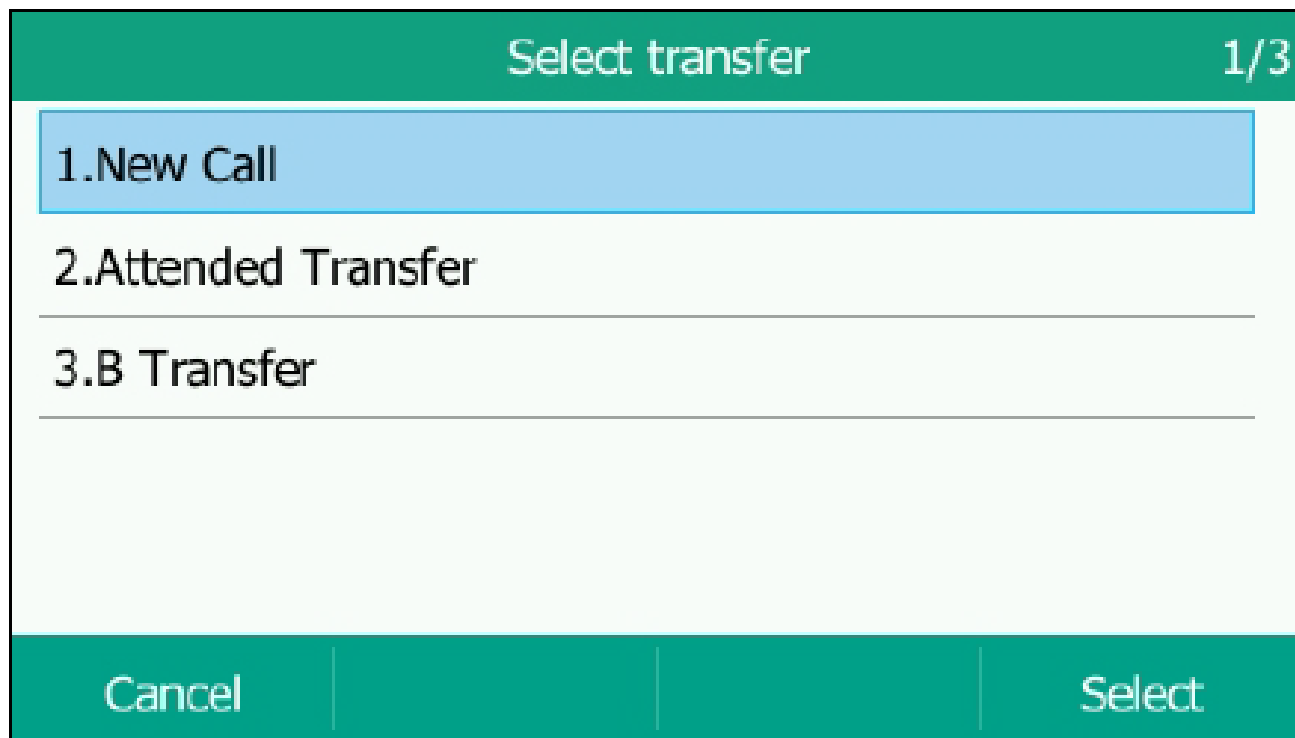 Select transfer 1/3
1.New Call
2.Attended Transfer
3.B Transfer
Cancel Select